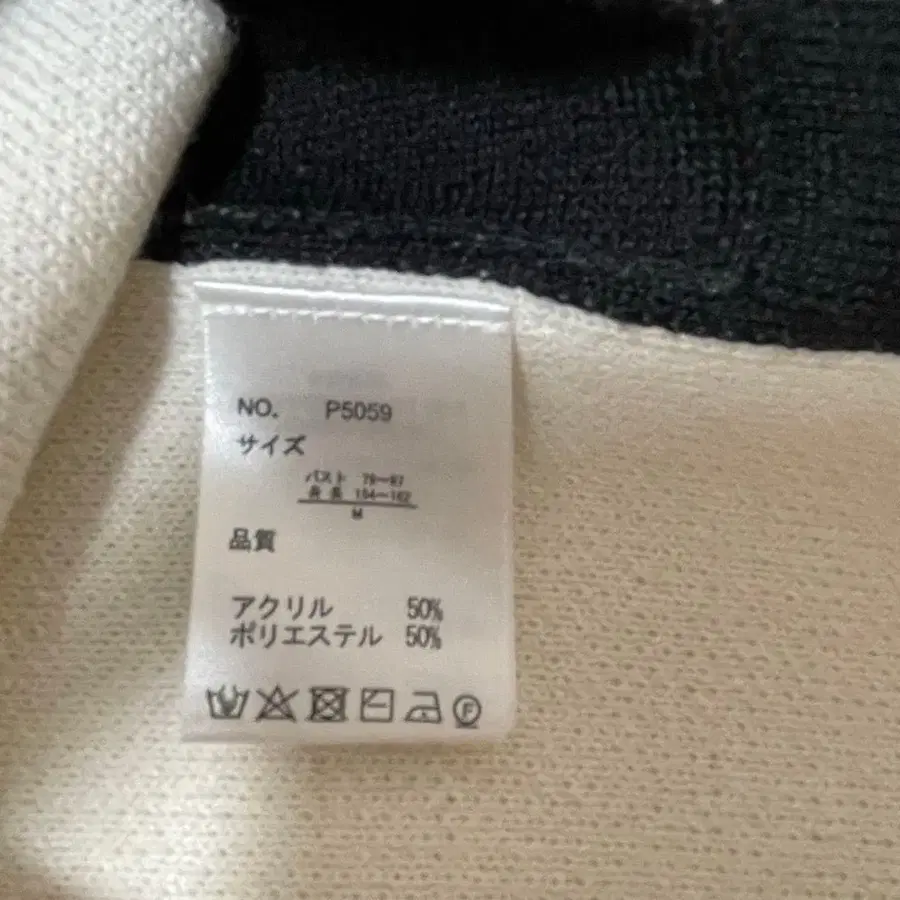 NO. P5059
サイズ
バスト 79~87
身長 154~162
M
品質
アクリル 50%
ポリエステル 50%
F